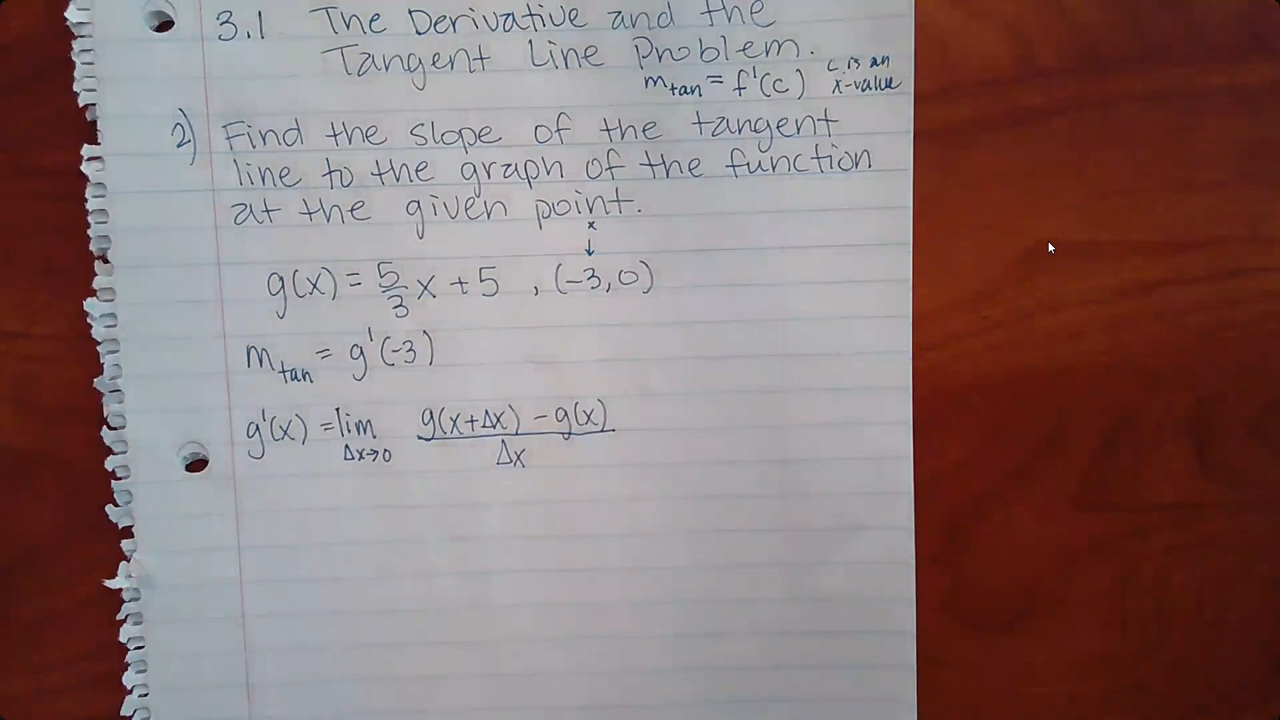 3.1 The Derivative and the
Tangent Line Problem.
m_tan = f'(c) c is an x-value
2) Find the slope of the tangent
line to the graph of the function
at the given point.
x
↓
g(x) = 5/3 x + 5 , (-3, 0)
m_tan = g'(-3)
g'(x) = lim Δx→0 g(x+Δx) - g(x) / Δx